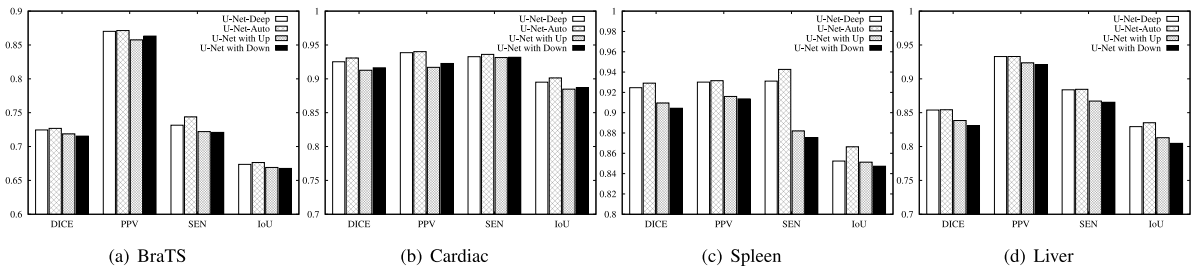 0.9
0.85
0.8
0.75
0.7
0.65
0.6
DICE PPV SEN IoU
U-Net-Deep
U-Net-Auto
U-Net with Up
U-Net with Down
(a) BraTS
1
0.95
0.9
0.85
0.8
0.75
0.7
DICE PPV SEN IoU
U-Net-Deep
U-Net-Auto
U-Net with Up
U-Net with Down
(b) Cardiac
1
0.98
0.96
0.94
0.92
0.9
0.88
0.86
0.84
0.82
0.8
DICE PPV SEN IoU
U-Net-Deep
U-Net-Auto
U-Net with Up
U-Net with Down
(c) Spleen
1
0.95
0.9
0.85
0.8
0.75
0.7
DICE PPV SEN IoU
U-Net-Deep
U-Net-Auto
U-Net with Up
U-Net with Down
(d) Liver